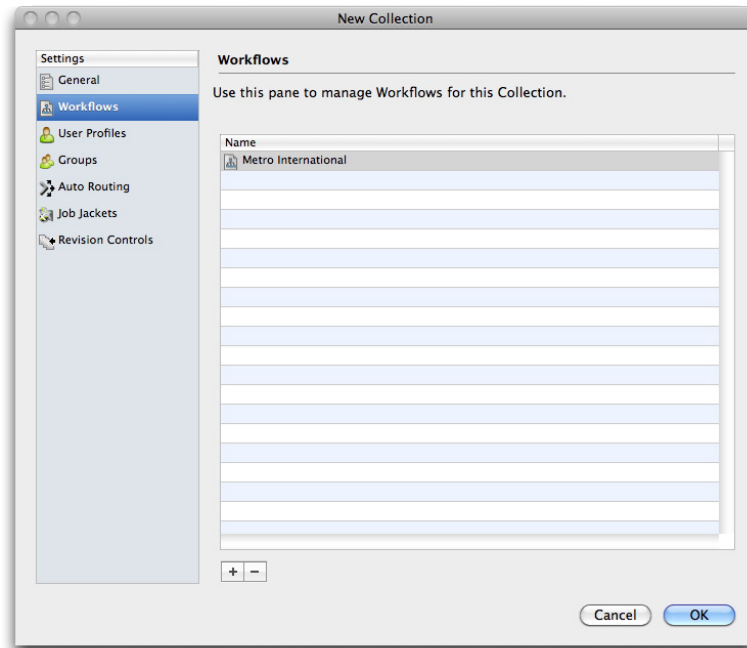 New Collection
Settings
General
Workflows
User Profiles
Groups
Auto Routing
Job Jackets
Revision Controls
Workflows
Use this pane to manage Workflows for this Collection.
Name
Metro International
+ −
Cancel OK